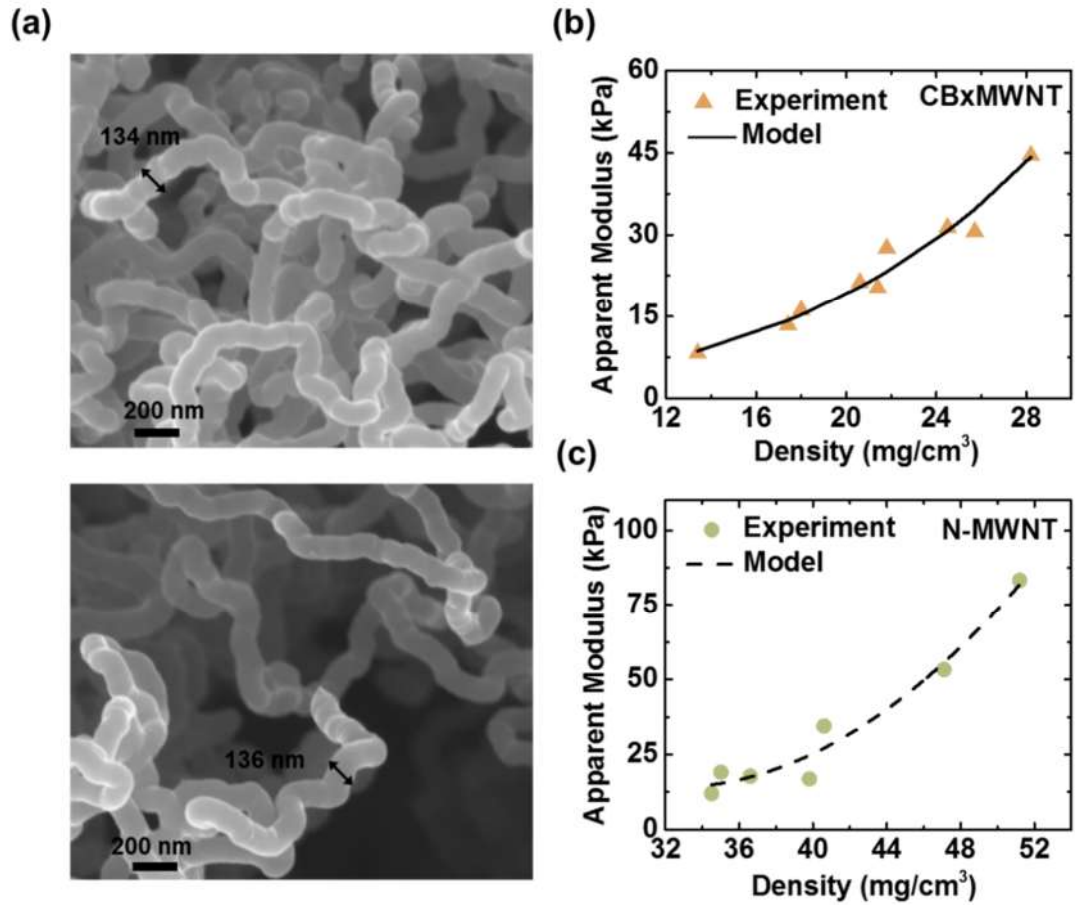 (a)
134 nm
200 nm
136 nm
200 nm
(b)
60
45
30
15
0
Apparent Modulus (kPa)
Experiment
CBxMWNT
Model
12 16 20 24 28
Density (mg/cm³)
(c)
100
75
50
25
0
Apparent Modulus (kPa)
Experiment
N-MWNT
Model
32 36 40 44 48 52
Density (mg/cm³)